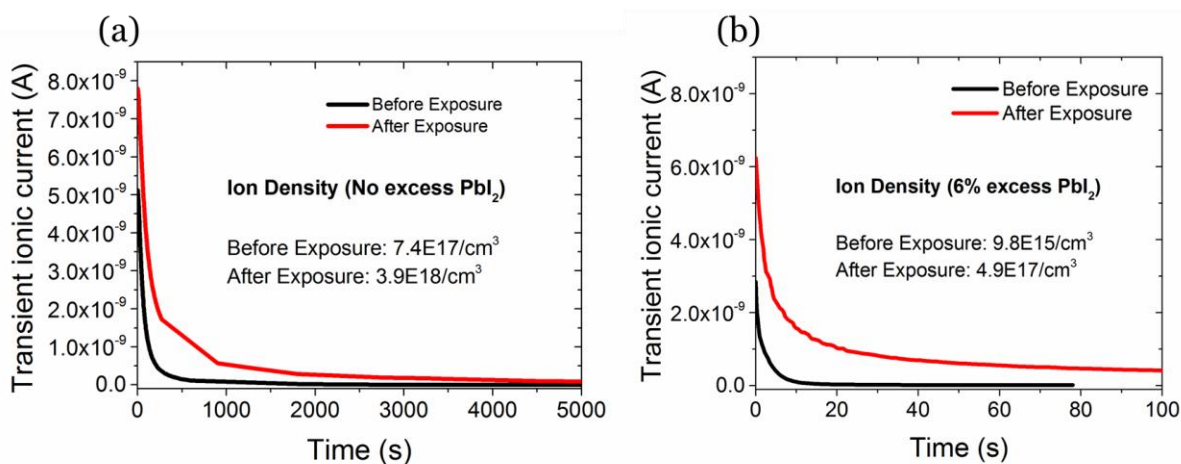 (a)
Transient ionic current (A)
8.0x10⁻⁹
7.0x10⁻⁹
6.0x10⁻⁹
5.0x10⁻⁹
4.0x10⁻⁹
3.0x10⁻⁹
2.0x10⁻⁹
1.0x10⁻⁹
0.0
Before Exposure
After Exposure
Ion Density (No excess PbI₂)
Before Exposure: 7.4E17/cm³
After Exposure: 3.9E18/cm³
0 1000 2000 3000 4000 5000
Time (s)
(b)
Transient ionic current (A)
8.0x10⁻⁹
6.0x10⁻⁹
4.0x10⁻⁹
2.0x10⁻⁹
0.0
Before Exposure
After Exposure
Ion Density (6% excess PbI₂)
Before Exposure: 9.8E15/cm³
After Exposure: 4.9E17/cm³
0 20 40 60 80 100
Time (s)